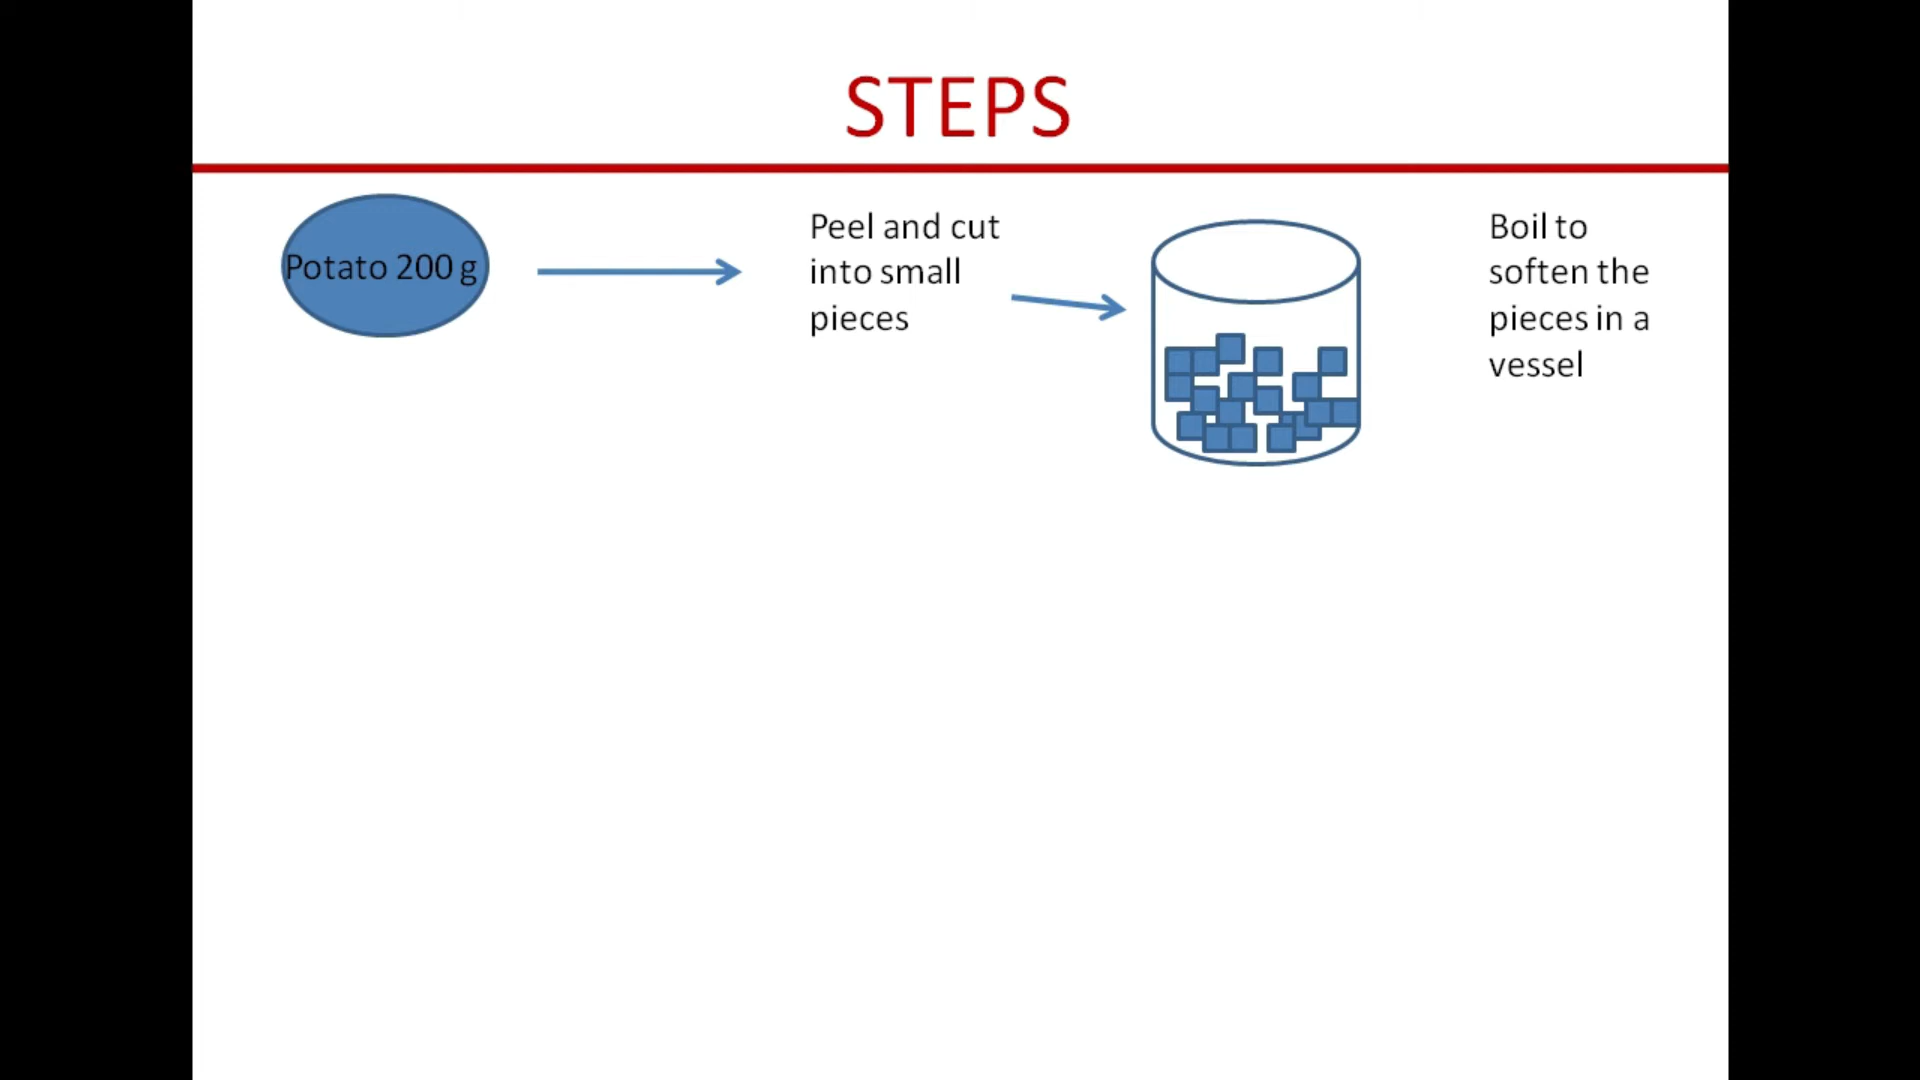 STEPS
Potato 200 g
Peel and cut
into small
pieces
Boil to
soften the
pieces in a
vessel